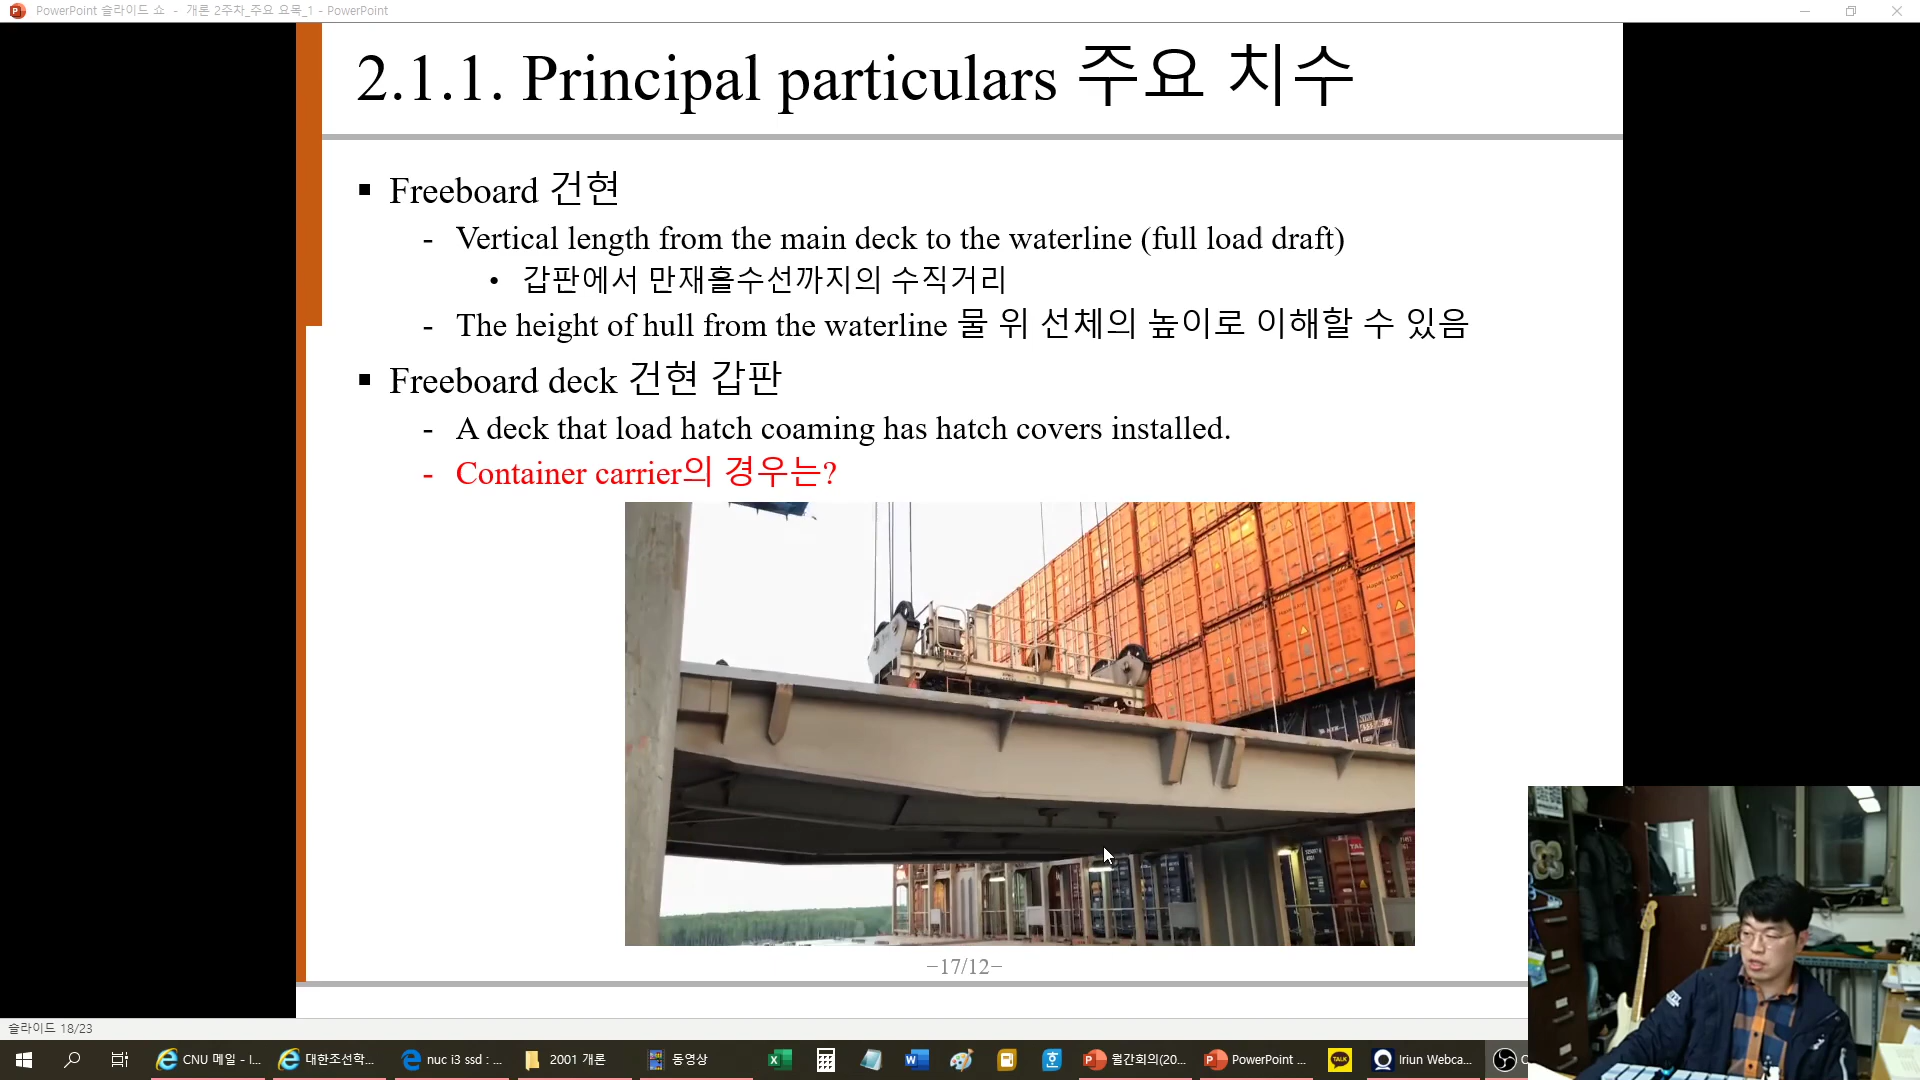 PowerPoint 슬라이드 쇼 - 개론 2주차_주요 요목_1 - PowerPoint
2.1.1. Principal particulars 주요 치수
▪ Freeboard 건현
- Vertical length from the main deck to the waterline (full load draft)
• 갑판에서 만재흘수선까지의 수직거리
- The height of hull from the waterline 물 위 선체의 높이로 이해할 수 있음
▪ Freeboard deck 건현 갑판
- A deck that load hatch coaming has hatch covers installed.
- Container carrier의 경우는?
−17/12−
슬라이드 18/23
CNU 메일 - I... 대한조선학... nuc i3 ssd : ... 2001 개론 동영상 월간회의(20... PowerPoint ... TALK Iriun Webca...